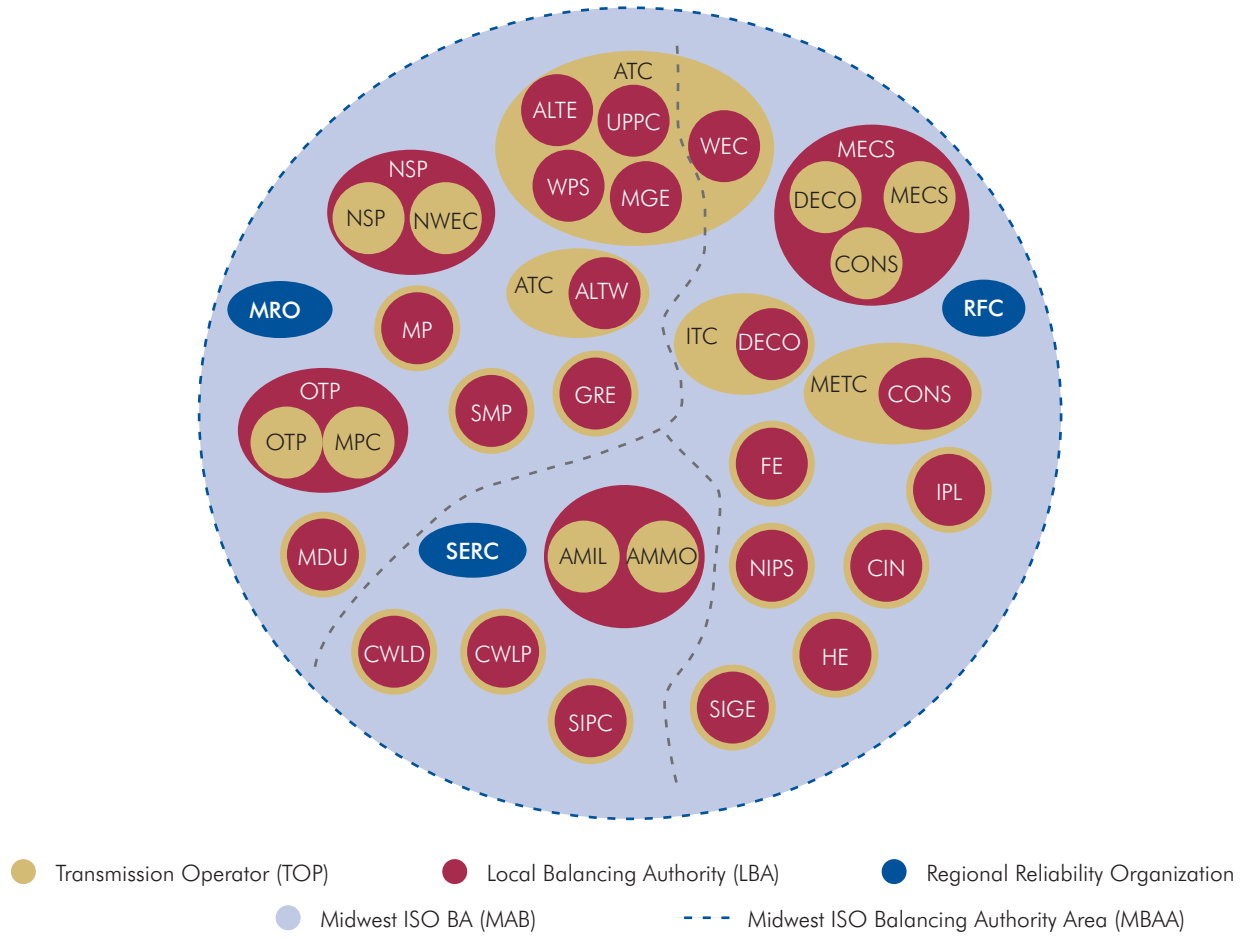 ATC
ALTE
UPPC
WEC
WPS
MGE
MECS
DECO
MECS
CONS
NSP
NSP
NWEC
ATC
ALTW
MRO
RFC
MP
ITC
DECO
METC
CONS
OTP
OTP
MPC
SMP
GRE
FE
IPL
MDU
SERC
AMIL
AMMO
NIPS
CIN
CWLD
CWLP
HE
SIPC
SIGE
Transmission Operator (TOP)
Local Balancing Authority (LBA)
Regional Reliability Organization
Midwest ISO BA (MAB)
Midwest ISO Balancing Authority Area (MBAA)